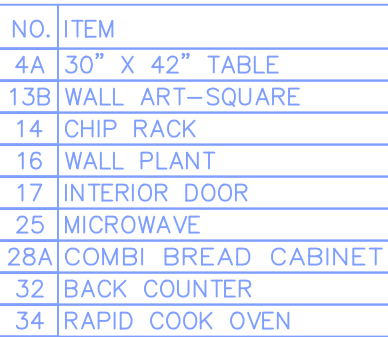 NO. ITEM
4A 30” X 42” TABLE
13B WALL ART-SQUARE
14 CHIP RACK
16 WALL PLANT
17 INTERIOR DOOR
25 MICROWAVE
28A COMBI BREAD CABINET
32 BACK COUNTER
34 RAPID COOK OVEN